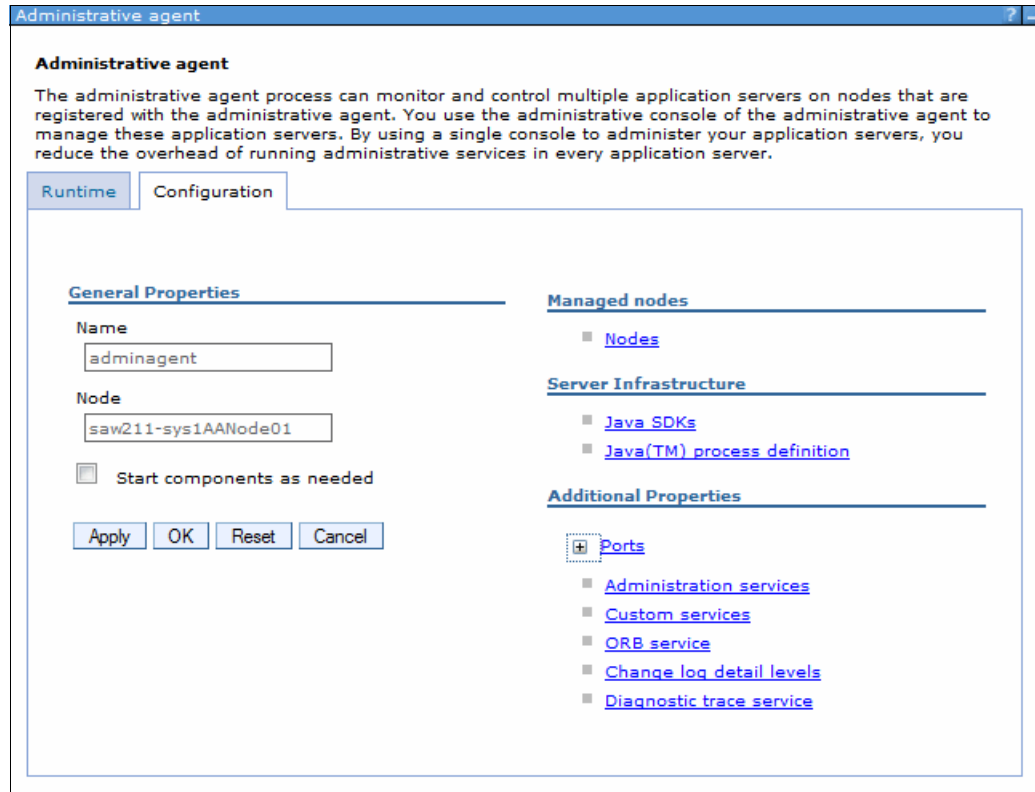 Administrative agent
?
Administrative agent
The administrative agent process can monitor and control multiple application servers on nodes that are
registered with the administrative agent. You use the administrative console of the administrative agent to
manage these application servers. By using a single console to administer your application servers, you
reduce the overhead of running administrative services in every application server.
Runtime
Configuration
General Properties
Name
adminagent
Node
saw211-sys1AANode01
Start components as needed
Apply
OK
Reset
Cancel
Managed nodes
Nodes
Server Infrastructure
Java SDKs
Java(TM) process definition
Additional Properties
Ports
Administration services
Custom services
ORB service
Change log detail levels
Diagnostic trace service